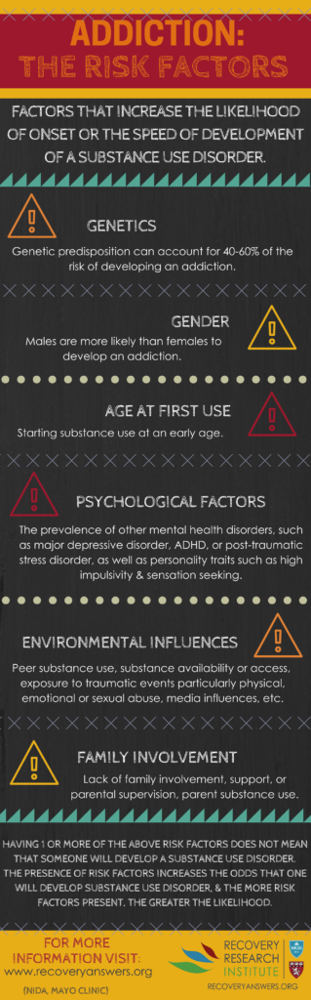 ADDICTION:
THE RISK FACTORS
FACTORS THAT INCREASE THE LIKELIHOOD
OF ONSET OR THE SPEED OF DEVELOPMENT
OF A SUBSTANCE USE DISORDER.
GENETICS
Genetic predisposition can account for 40-60% of the
risk of developing an addiction.
GENDER
Males are more likely than females to
develop an addiction.
AGE AT FIRST USE
Starting substance use at an early age.
PSYCHOLOGICAL FACTORS
The prevalence of other mental health disorders, such
as major depressive disorder, ADHD, or post-traumatic
stress disorder, as well as personality traits such as high
impulsivity & sensation seeking.
ENVIRONMENTAL INFLUENCES
Peer substance use, substance availability or access,
exposure to traumatic events particularly physical,
emotional or sexual abuse, media influences, etc.
FAMILY INVOLVEMENT
Lack of family involvement, support, or
parental supervision, parent substance use.
HAVING 1 OR MORE OF THE ABOVE RISK FACTORS DOES NOT MEAN
THAT SOMEONE WILL DEVELOP A SUBSTANCE USE DISORDER.
THE PRESENCE OF RISK FACTORS INCREASES THE ODDS THAT ONE
WILL DEVELOP SUBSTANCE USE DISORDER, & THE MORE RISK
FACTORS PRESENT, THE GREATER THE LIKELIHOOD.
FOR MORE
INFORMATION VISIT:
www.recoveryanswers.org
(NIDA, MAYO CLINIC)
RECOVERY
RESEARCH
INSTITUTE
MGH
RECOVERYANSWERS.ORG